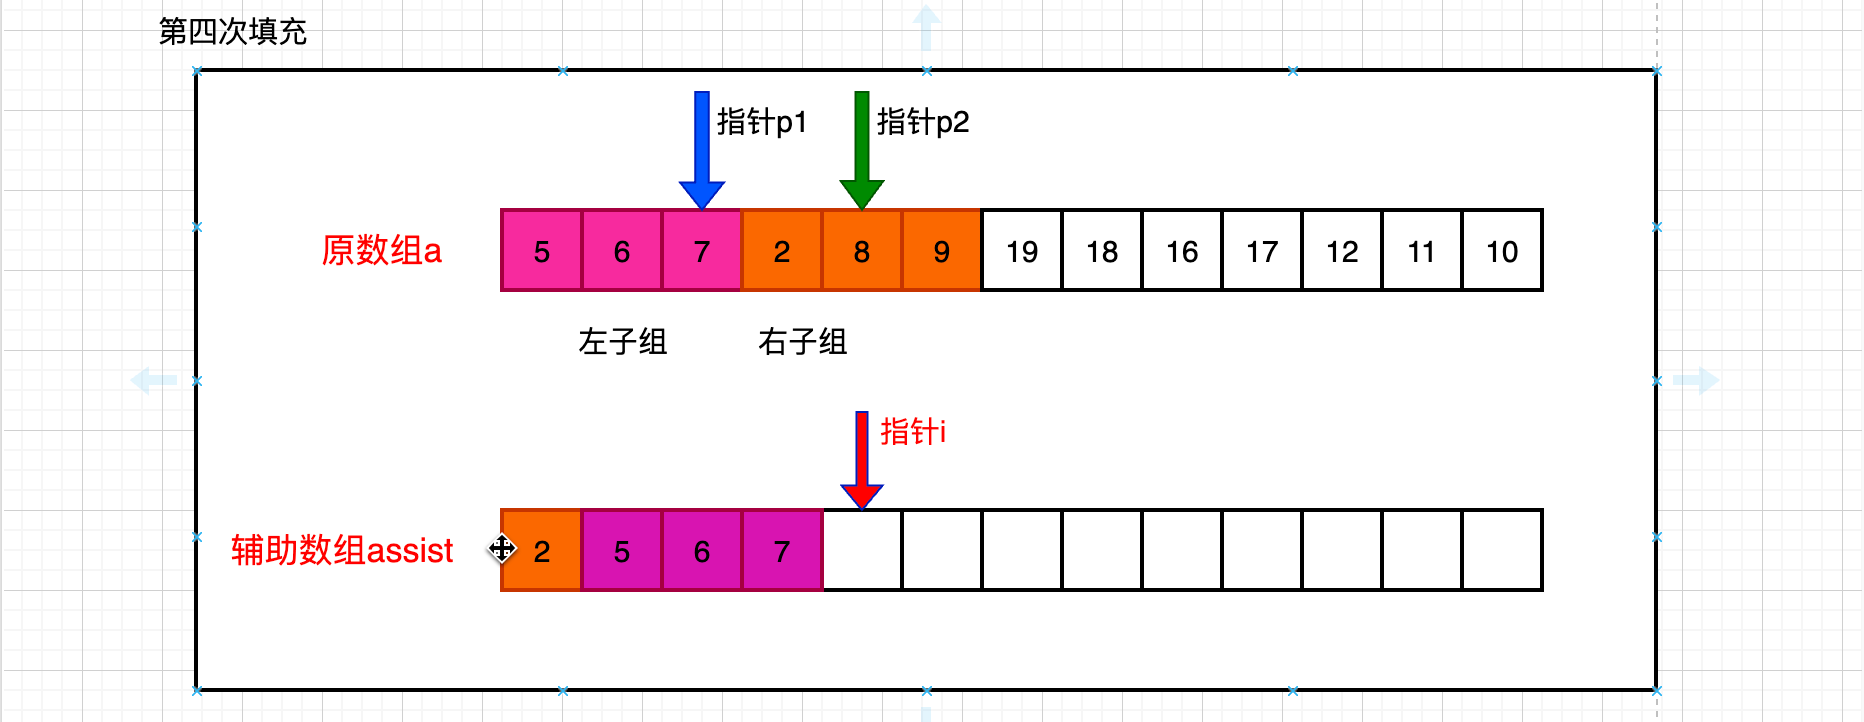 第四次填充
指针p1 指针p2
原数组a 5 6 7 2 8 9 19 18 16 17 12 11 10
左子组 右子组
指针i
辅助数组assist 2 5 6 7